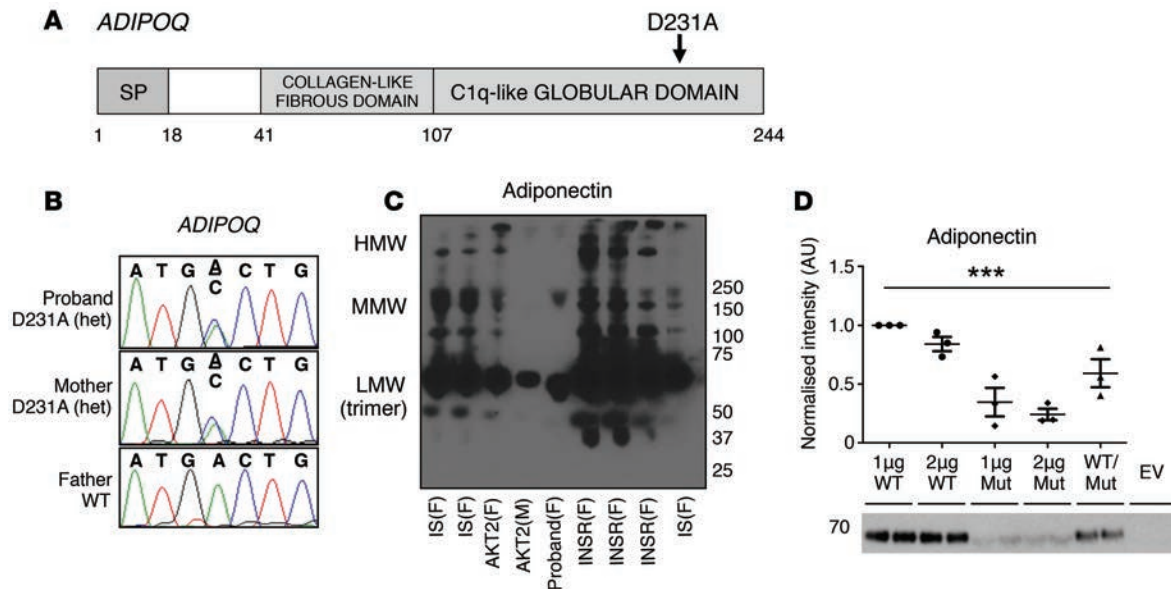 A
ADIPOQ
D231A
SP
COLLAGEN-LIKE
FIBROUS DOMAIN
C1q-like GLOBULAR DOMAIN
1 18 41 107 244
B
ADIPOQ
Proband
D231A (het)
A T G A C T G
C
Mother
D231A (het)
A T G A C T G
C
Father
WT
A T G A C T G
C
Adiponectin
HMW
MMW
LMW
(trimer)
250
150
100
75
50
37
25
IS(F)
IS(F)
AKT2(F)
AKT2(M)
Proband(F)
INSR(F)
INSR(F)
INSR(F)
IS(F)
D
Adiponectin
Normalised intensity (AU)
1.5
1.0
0.5
0
***
1µg
WT
2µg
WT
1µg
Mut
2µg
Mut
WT/
Mut
EV
70